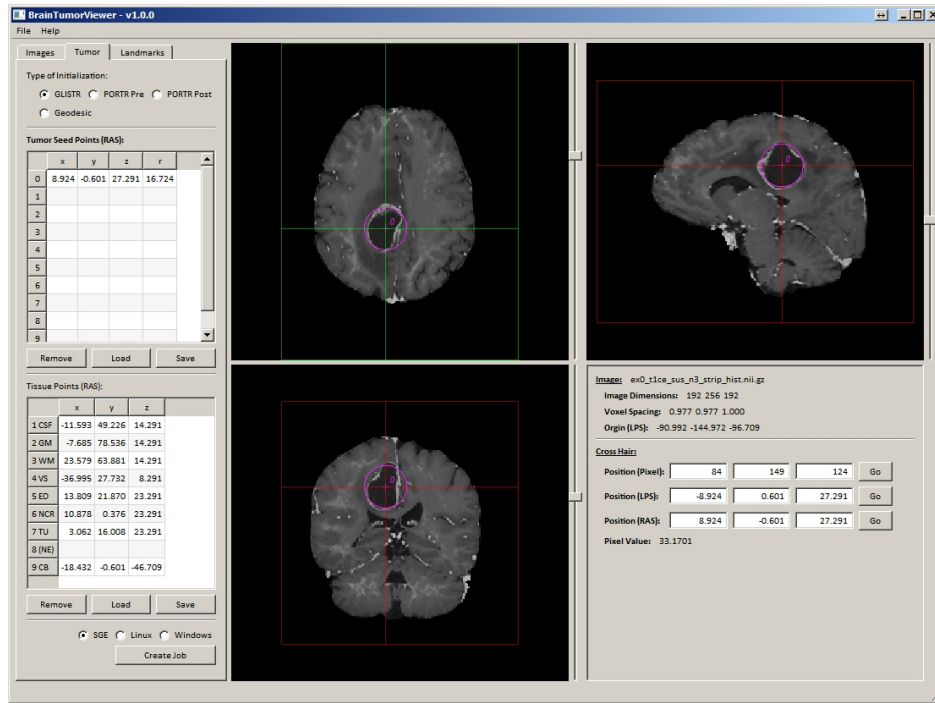 BrainTumorViewer - v1.0.0
File Help
Images Tumor Landmarks
Type of Initialization:
GLISTR PORTR Pre PORTR Post
Geodesic
Tumor Seed Points (RAS):
x y z r
0 8.924 -0.601 27.291 16.724
1
2
3
4
5
6
7
8
9
Remove Load Save
Tissue Points (RAS):
x y z
1 CSF -11.593 49.226 14.291
2 GM -7.685 78.536 14.291
3 WM 23.579 63.881 14.291
4 VS -36.995 27.732 8.291
5 ED 13.809 21.870 23.291
6 NCR 10.878 0.376 23.291
7 TU 3.062 16.008 23.291
8 (NE)
9 CB -18.432 -0.601 -46.709
Remove Load Save
SGE Linux Windows
Create Job
0
0
0
Image: ex0_t1ce_sus_n3_strip_hist.nii.gz
Image Dimensions: 192 256 192
Voxel Spacing: 0.977 0.977 1.000
Orgin (LPS): -90.992 -144.972 -96.709
Cross Hair:
Position (Pixel): 84 149 124 Go
Position (LPS): -8.924 0.601 27.291 Go
Position (RAS): 8.924 -0.601 27.291 Go
Pixel Value: 33.1701